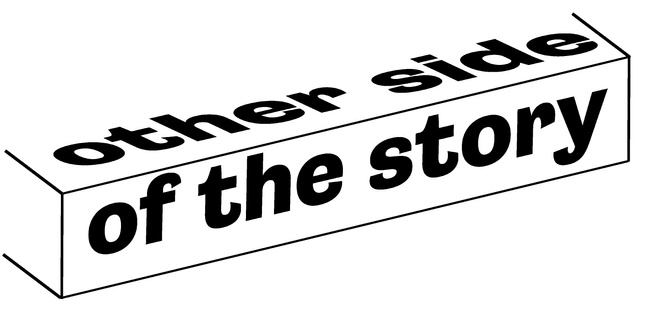 other side
of the story